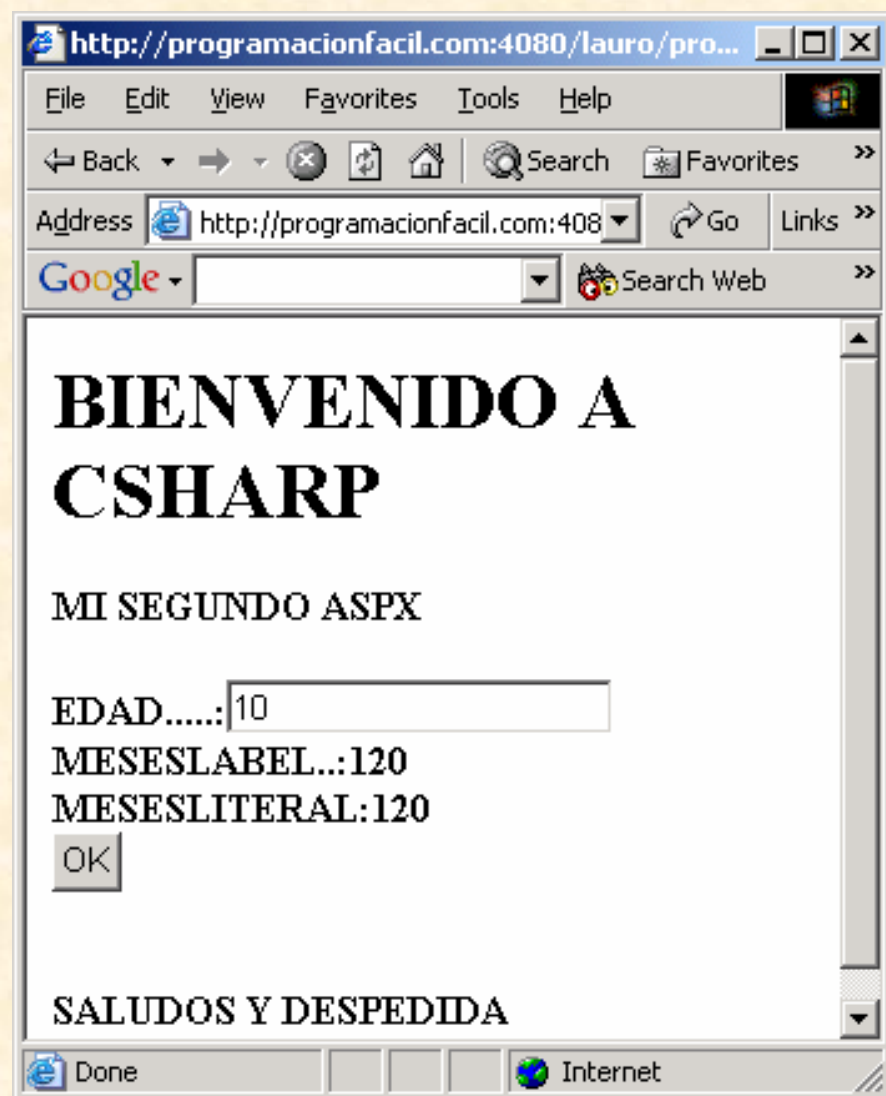 http://programacionfacil.com:4080/lauro/pro...
File Edit View Favorites Tools Help
Back Search Favorites »
Address http://programacionfacil.com:408 Go Links »
Google Search Web »
BIENVENIDO A
CSHARP
MI SEGUNDO ASPX
EDAD.....: 10
MESESLABEL..:120
MESESLITERAL:120
OK
SALUDOS Y DESPEDIDA
Done Internet